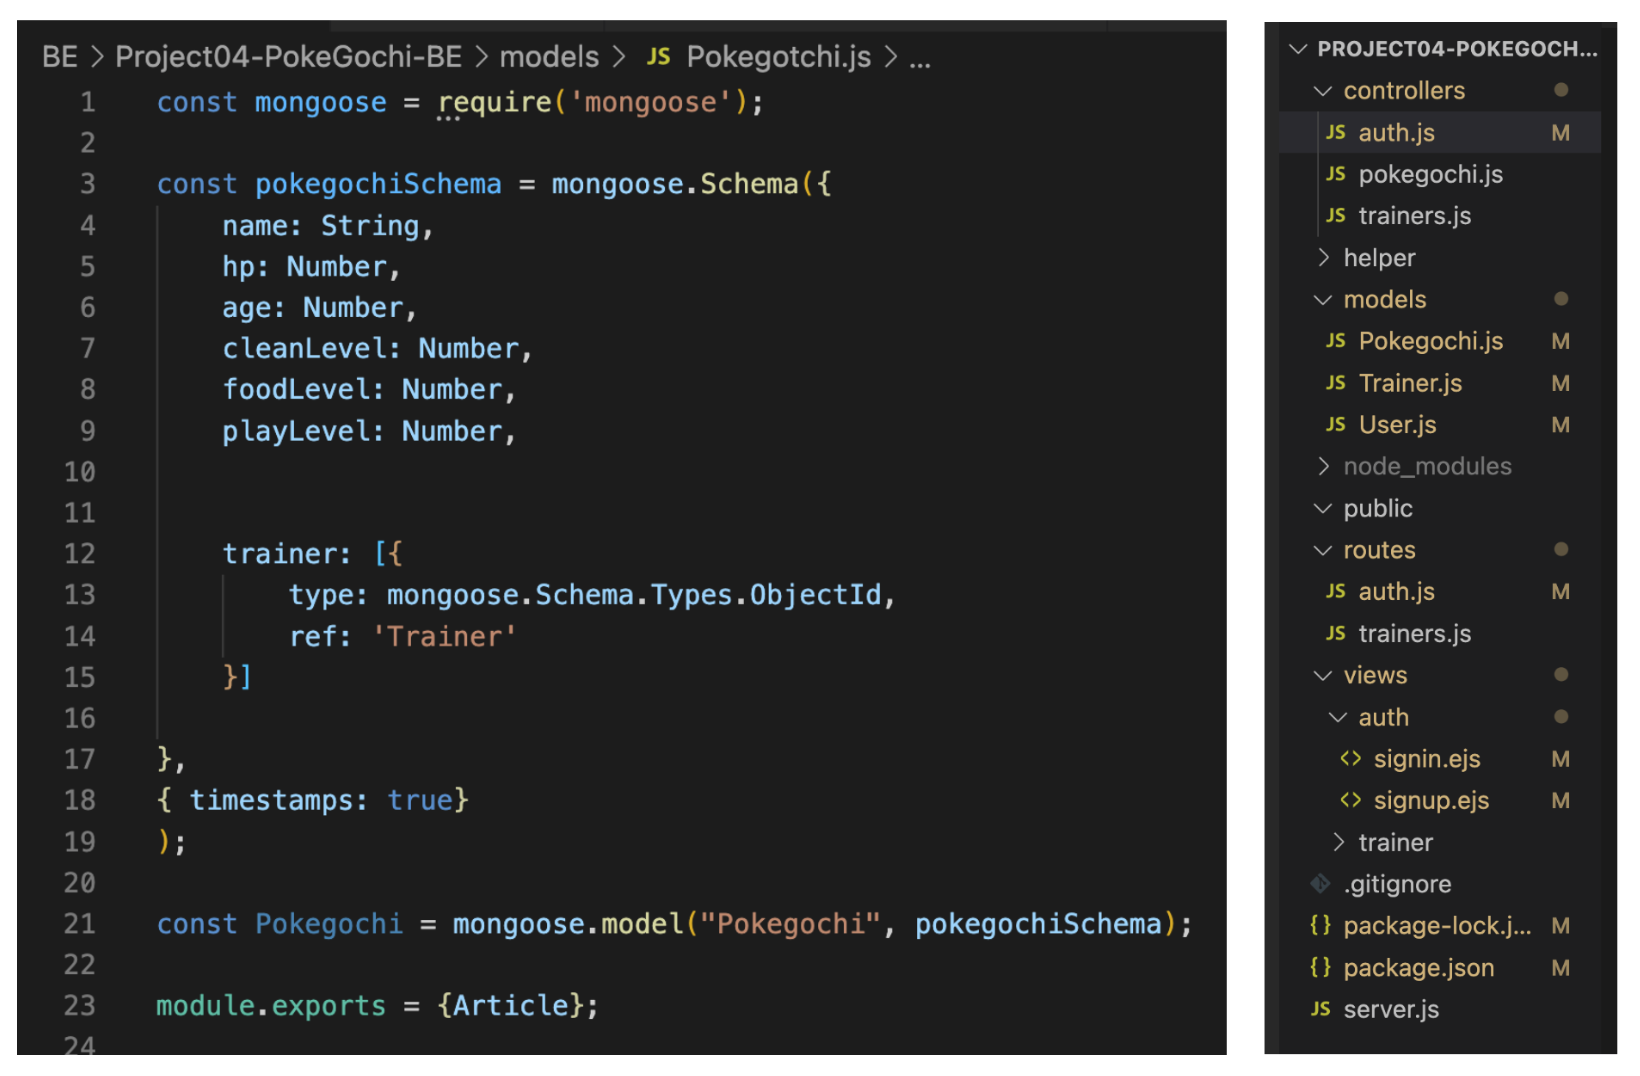 BE > Project04-PokeGochi-BE > models > JS Pokegotchi.js > ...
1 const mongoose = require('mongoose');
2
3 const pokegochiSchema = mongoose.Schema({
4     name: String,
5     hp: Number,
6     age: Number,
7     cleanLevel: Number,
8     foodLevel: Number,
9     playLevel: Number,
10
11
12     trainer: [{
13         type: mongoose.Schema.Types.ObjectId,
14         ref: 'Trainer'
15     }]
16
17 },
18 { timestamps: true}
19 );
20
21 const Pokegochi = mongoose.model("Pokegochi", pokegochiSchema);
22
23 module.exports = {Article};
24
PROJECT04-POKEGOCH...
controllers
JS auth.js M
JS pokegochi.js
JS trainers.js
helper
models
JS Pokegochi.js M
JS Trainer.js M
JS User.js M
node_modules
public
routes
JS auth.js M
JS trainers.js
views
auth
<> signin.ejs M
<> signup.ejs M
trainer
.gitignore
{} package-lock.j... M
{} package.json M
JS server.js